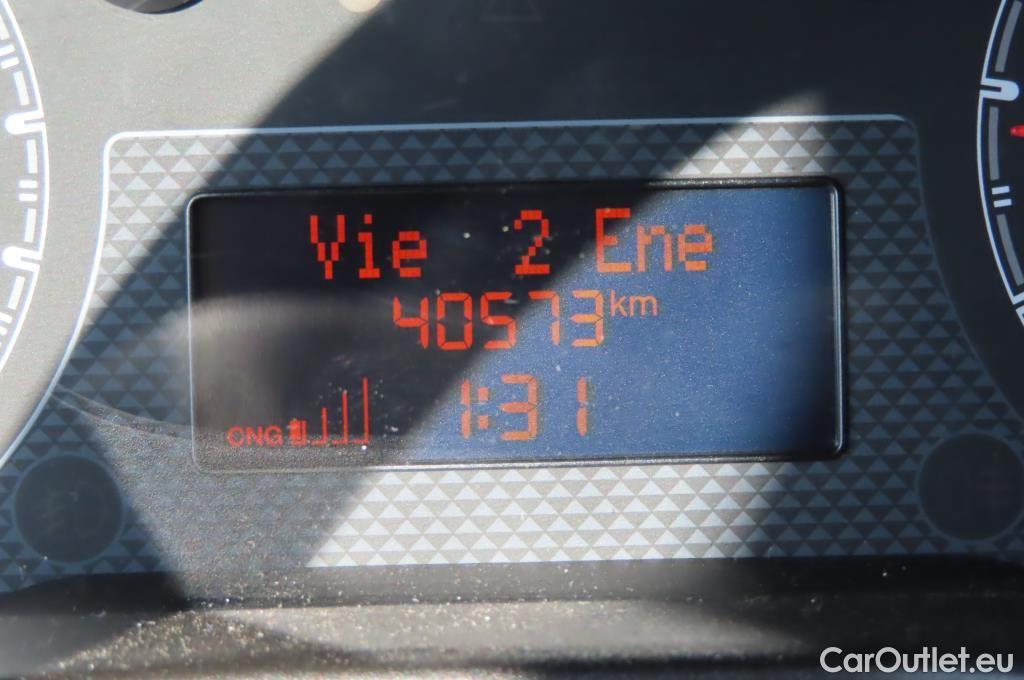 Vie 2 Ene
40573 km
1:31
CNG
CarOutlet.eu